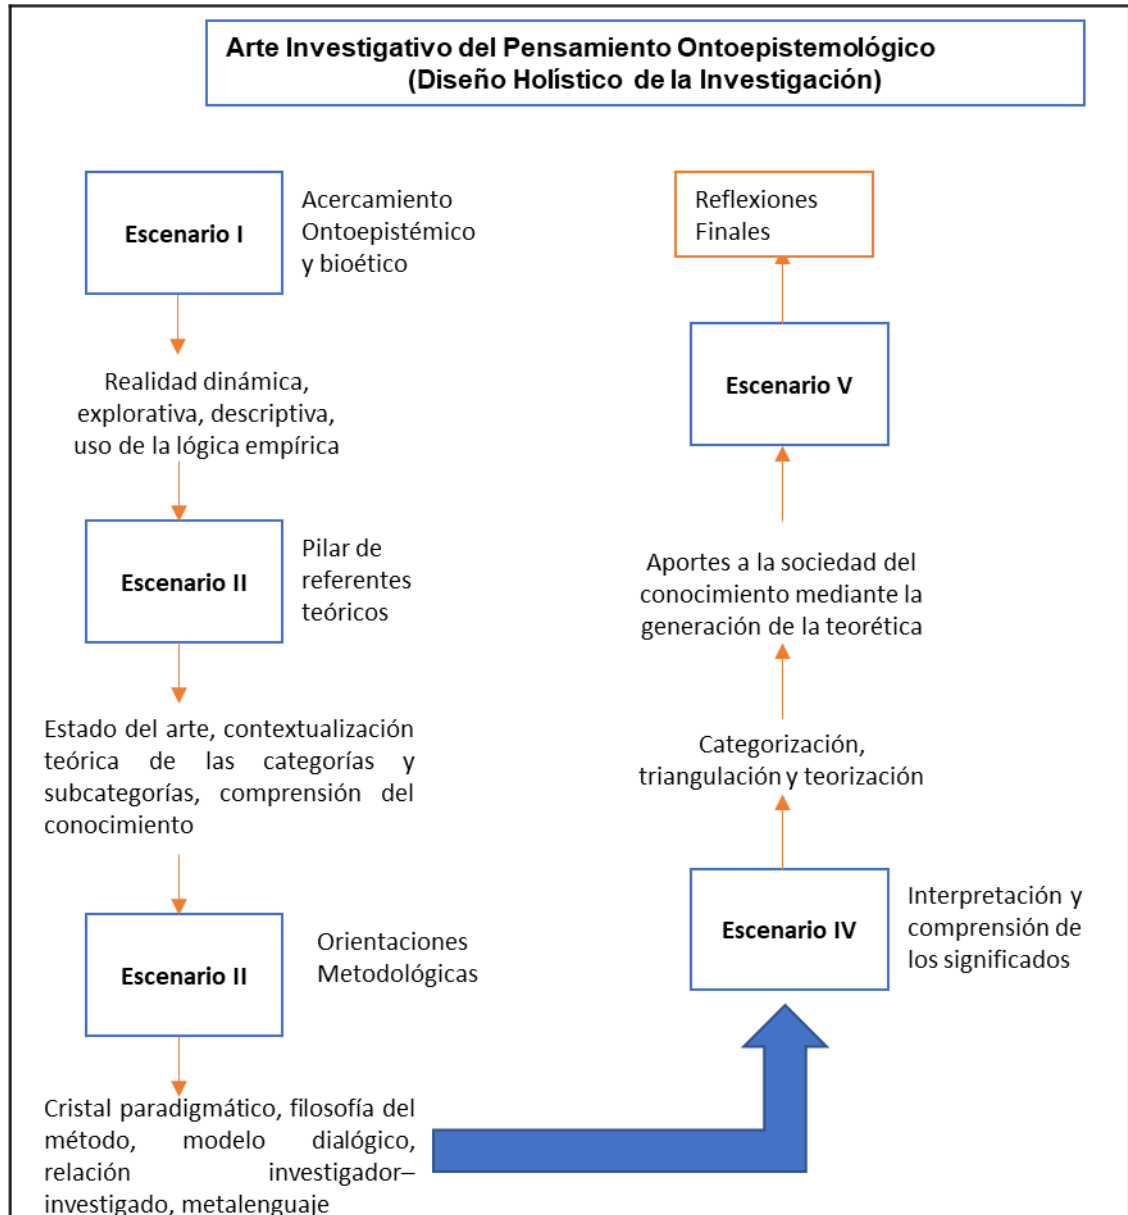 Arte Investigativo del Pensamiento Ontoepistemológico
(Diseño Holístico de la Investigación)
Escenario I
Acercamiento
Ontoepistémico
y bioético
Realidad dinámica,
explorativa, descriptiva,
uso de la lógica empírica
Escenario II
Pilar de
referentes
teóricos
Estado del arte, contextualización
teórica de las categorías y
subcategorías, comprensión del
conocimiento
Escenario II
Orientaciones
Metodológicas
Cristal paradigmático, filosofía del
método, modelo dialógico,
relación investigador–
investigado, metalenguaje
Escenario IV
Interpretación y
comprensión de
los significados
Categorización,
triangulación y teorización
Aportes a la sociedad del
conocimiento mediante la
generación de la teorética
Escenario V
Reflexiones
Finales